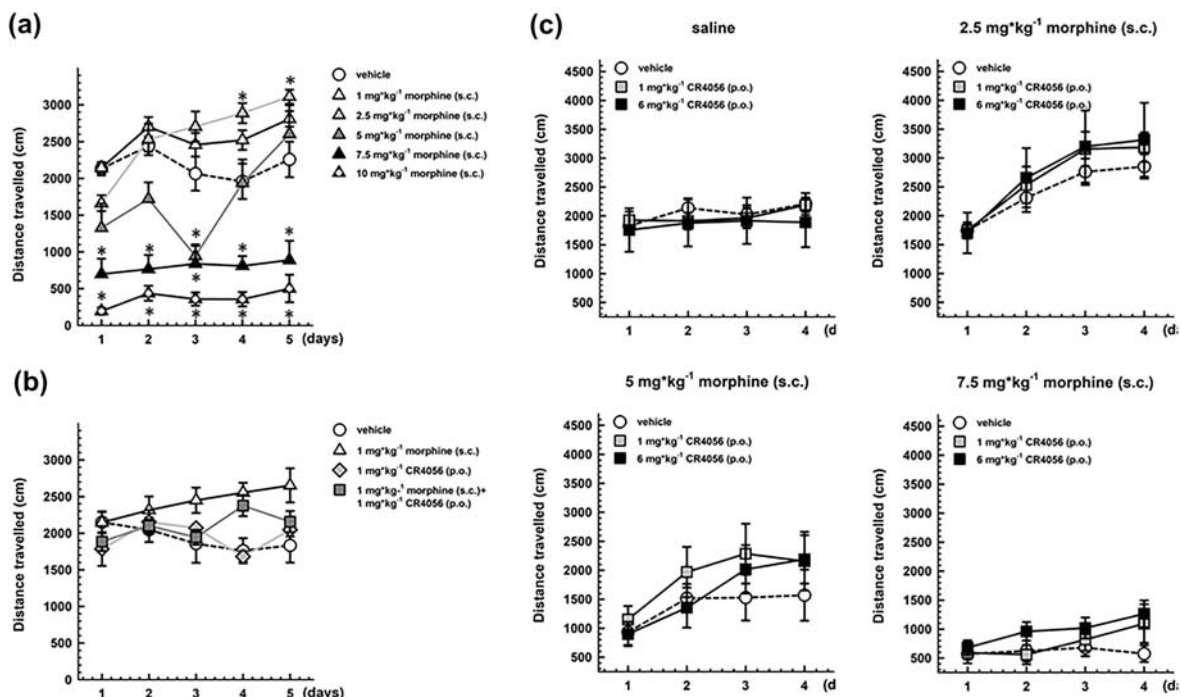 (a)
Distance travelled (cm)
3000
2500
2000
1500
1000
500
0
* *
* * * * *
* * * * *
1 2 3 4 5 (days)
vehicle
1 mg*kg-1 morphine (s.c.)
2.5 mg*kg-1 morphine (s.c.)
5 mg*kg-1 morphine (s.c.)
7.5 mg*kg-1 morphine (s.c.)
10 mg*kg-1 morphine (s.c.)
(b)
Distance travelled (cm)
3000
2500
2000
1500
1000
500
0
1 2 3 4 5 (days)
vehicle
1 mg*kg-1 morphine (s.c.)
1 mg*kg-1 CR4056 (p.o.)
1 mg*kg-1 morphine (s.c.)+
1 mg*kg-1 CR4056 (p.o.)
(c)
saline
vehicle
1 mg*kg-1 CR4056 (p.o.)
6 mg*kg-1 CR4056 (p.o.)
Distance travelled (cm)
4500
4000
3500
3000
2500
2000
1500
1000
500
1 2 3 4 (d
2.5 mg*kg-1 morphine (s.c.)
vehicle
1 mg*kg-1 CR4056 (p.o.)
6 mg*kg-1 CR4056 (p.o.)
Distance travelled (cm)
4500
4000
3500
3000
2500
2000
1500
1000
500
1 2 3 4 (da
5 mg*kg-1 morphine (s.c.)
vehicle
1 mg*kg-1 CR4056 (p.o.)
6 mg*kg-1 CR4056 (p.o.)
Distance travelled (cm)
4500
4000
3500
3000
2500
2000
1500
1000
500
1 2 3 4 (d
7.5 mg*kg-1 morphine (s.c.)
vehicle
1 mg*kg-1 CR4056 (p.o.)
6 mg*kg-1 CR4056 (p.o.)
Distance travelled (cm)
4500
4000
3500
3000
2500
2000
1500
1000
500
1 2 3 4 (da